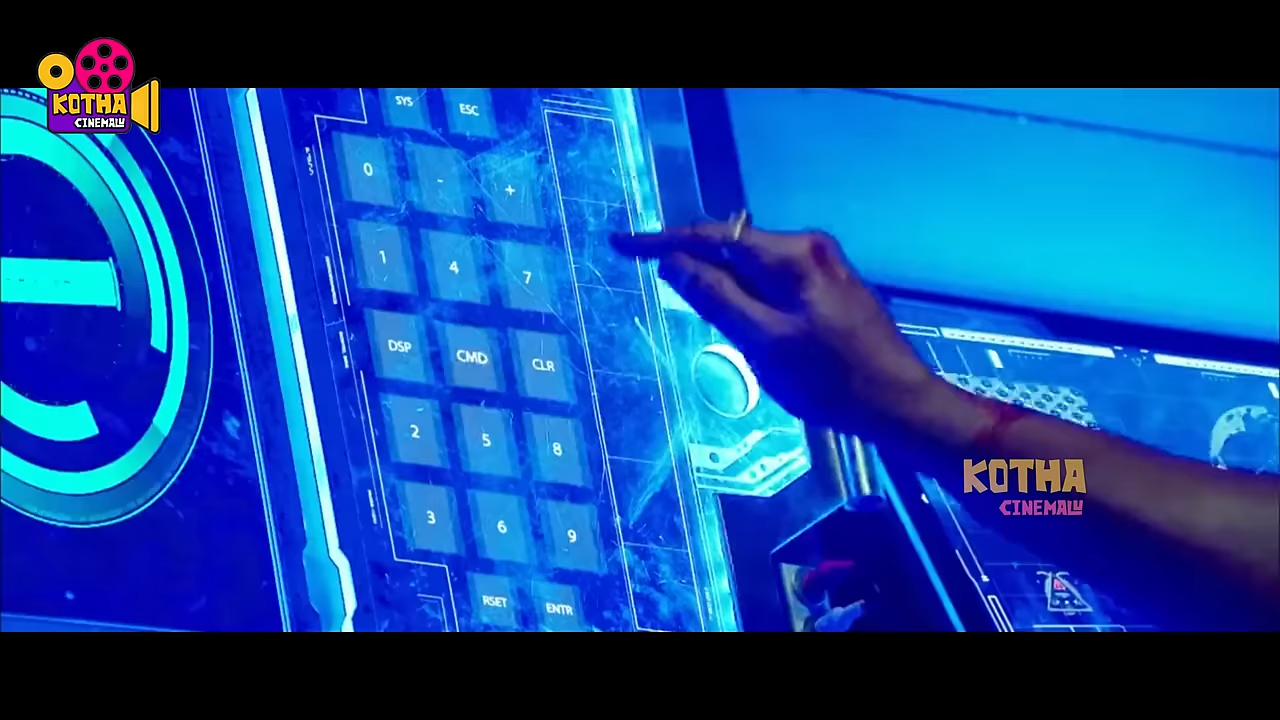 KOTHA
CINEMALU
SYS ESC
0 - +
1 4 7
DSP CMD CLR
2 5 8
3 6 9
RSET ENTR
KOTHA
CINEMALU